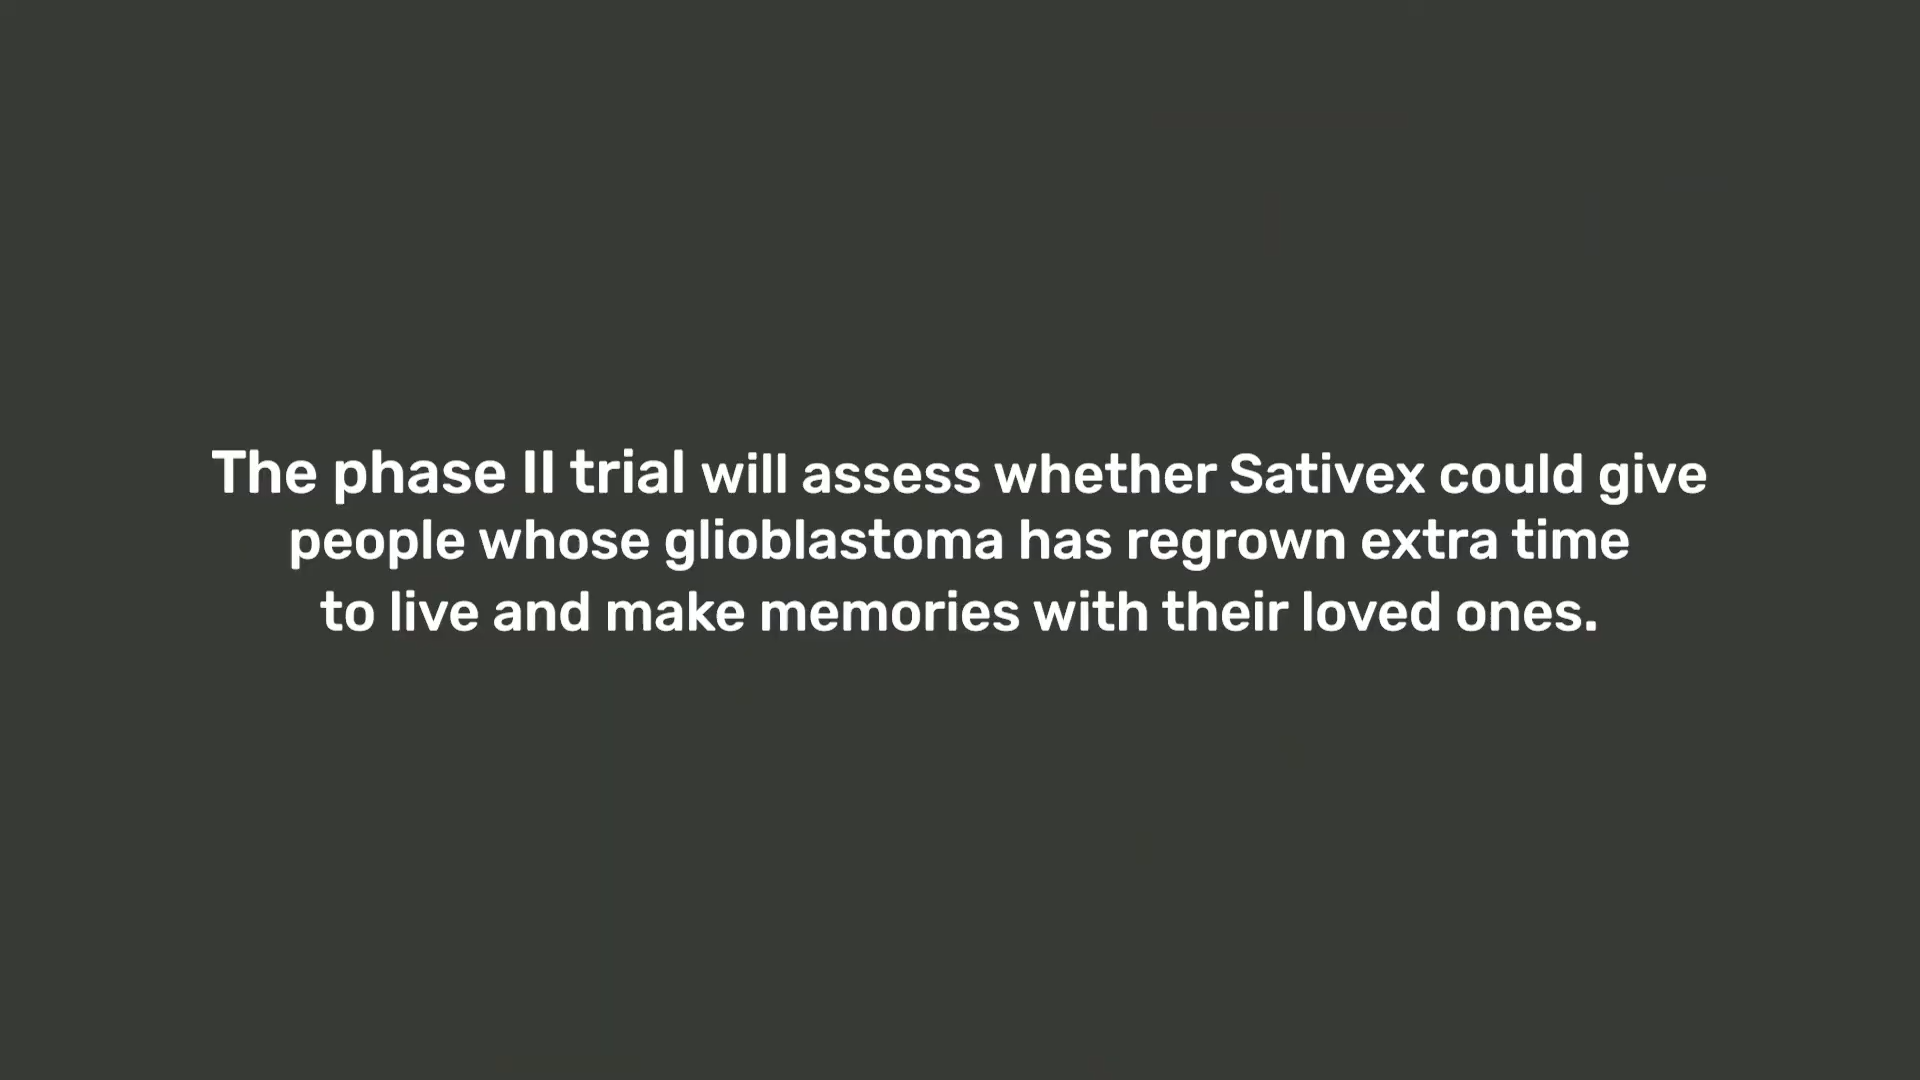 The phase II trial will assess whether Sativex could give
people whose glioblastoma has regrown extra time
to live and make memories with their loved ones.